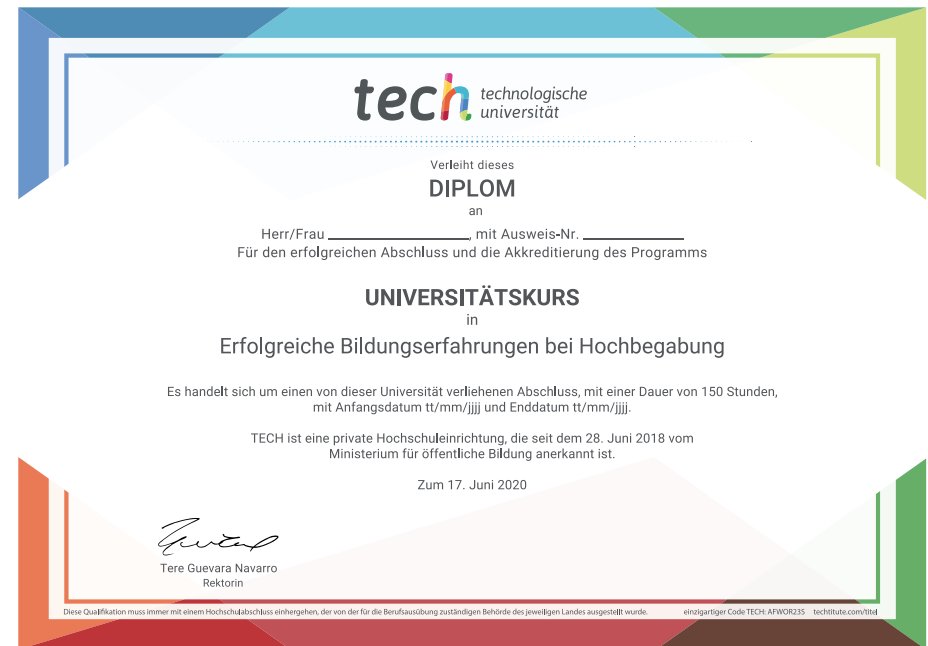 tech technologische
universität
Verleiht dieses
DIPLOM
an
Herr/Frau ____________________, mit Ausweis-Nr. ______________
Für den erfolgreichen Abschluss und die Akkreditierung des Programms
UNIVERSITÄTSKURS
in
Erfolgreiche Bildungserfahrungen bei Hochbegabung
Es handelt sich um einen von dieser Universität verliehenen Abschluss, mit einer Dauer von 150 Stunden,
mit Anfangsdatum tt/mm/jjjj und Enddatum tt/mm/jjjj.
TECH ist eine private Hochschuleinrichtung, die seit dem 28. Juni 2018 vom
Ministerium für öffentliche Bildung anerkannt ist.
Zum 17. Juni 2020
Tere Guevara Navarro
Rektorin
Diese Qualifikation muss immer mit einem Hochschulabschluss einhergehen, der von der für die Berufsausübung zuständigen Behörde des jeweiligen Landes ausgestellt wurde. einzigartiger Code TECH: AFWOR235 techtitute.com/titel